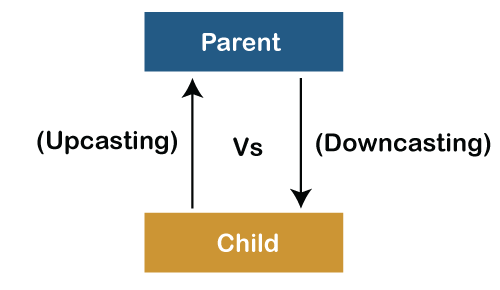 Parent
(Upcasting)
Vs
(Downcasting)
Child